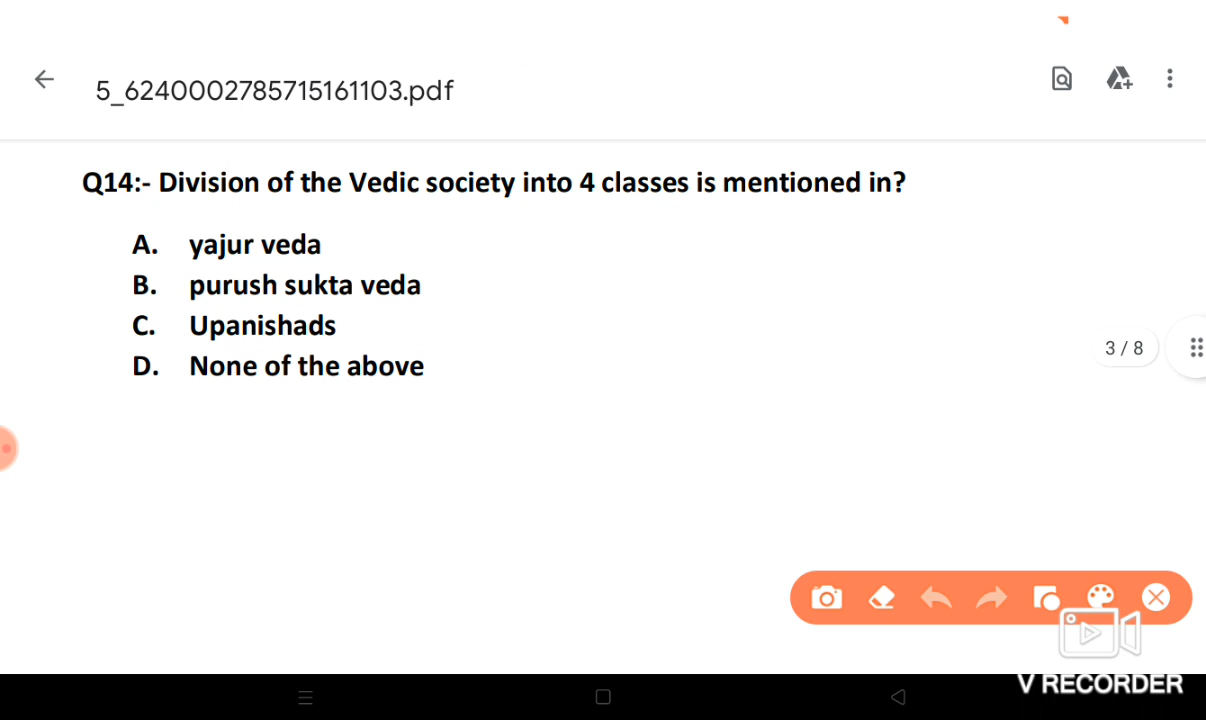 5_6240002785715161103.pdf
Q14:- Division of the Vedic society into 4 classes is mentioned in?
A. yajur veda
B. purush sukta veda
C. Upanishads
D. None of the above
3 / 8
V RECORDER